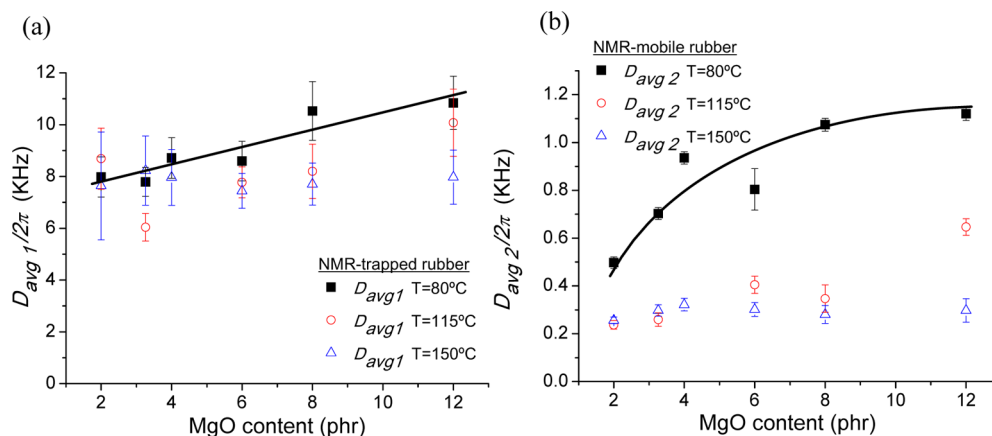 (a)
12
10
8
6
4
2
0
D_avg 1/2π (KHz)
NMR-trapped rubber
D_avg1 T=80ºC
D_avg1 T=115ºC
D_avg1 T=150ºC
2 4 6 8 10 12
MgO content (phr)
(b)
NMR-mobile rubber
D_avg 2 T=80ºC
D_avg 2 T=115ºC
D_avg 2 T=150ºC
1.2
1.0
0.8
0.6
0.4
0.2
0.0
D_avg 2/2π (KHz)
2 4 6 8 10 12
MgO content (phr)